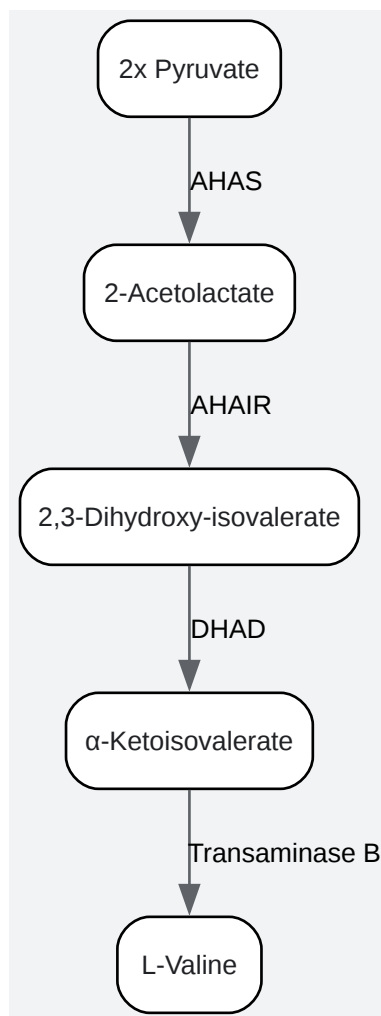 2x Pyruvate
AHAS
2-Acetolactate
AHAIR
2,3-Dihydroxy-isovalerate
DHAD
α-Ketoisovalerate
Transaminase B
L-Valine